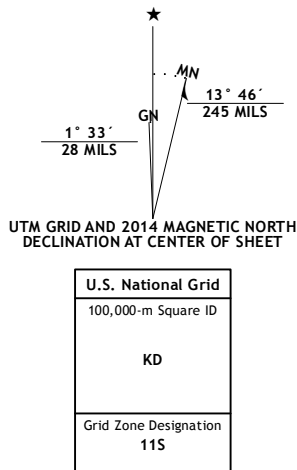 ★
MN
GN
13° 46´
245 MILS
1° 33´
28 MILS
UTM GRID AND 2014 MAGNETIC NORTH
DECLINATION AT CENTER OF SHEET
U.S. National Grid
100,000-m Square ID
KD
Grid Zone Designation
11S